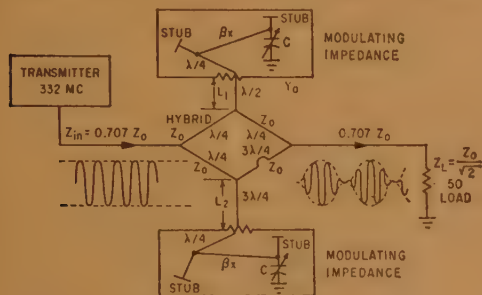 STUB
STUB
βx
C
λ/4
MODULATING
IMPEDANCE
TRANSMITTER
332 MC
L₁
λ/2
Y₀
HYBRID
Zin = 0.707 Z₀
Z₀
Z₀
λ/4
λ/4
0.707 Z₀
λ/4
3λ/4
Z₀
Z₀
ZL = Z₀/√2
50
LOAD
L₂
3λ/4
λ/4
STUB
C
βx
STUB
MODULATING
IMPEDANCE